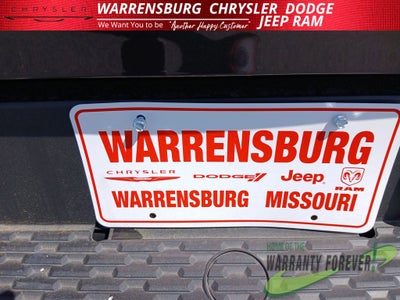 WARRENSBURG CHRYSLER DODGE
CHRYSLER
We Want You to be "Another Happy Customer" JEEP RAM
WARRENSBURG
CHRYSLER DODGE Jeep RAM
WARRENSBURG MISSOURI
HOME OF THE
WARRANTY FOREVER!